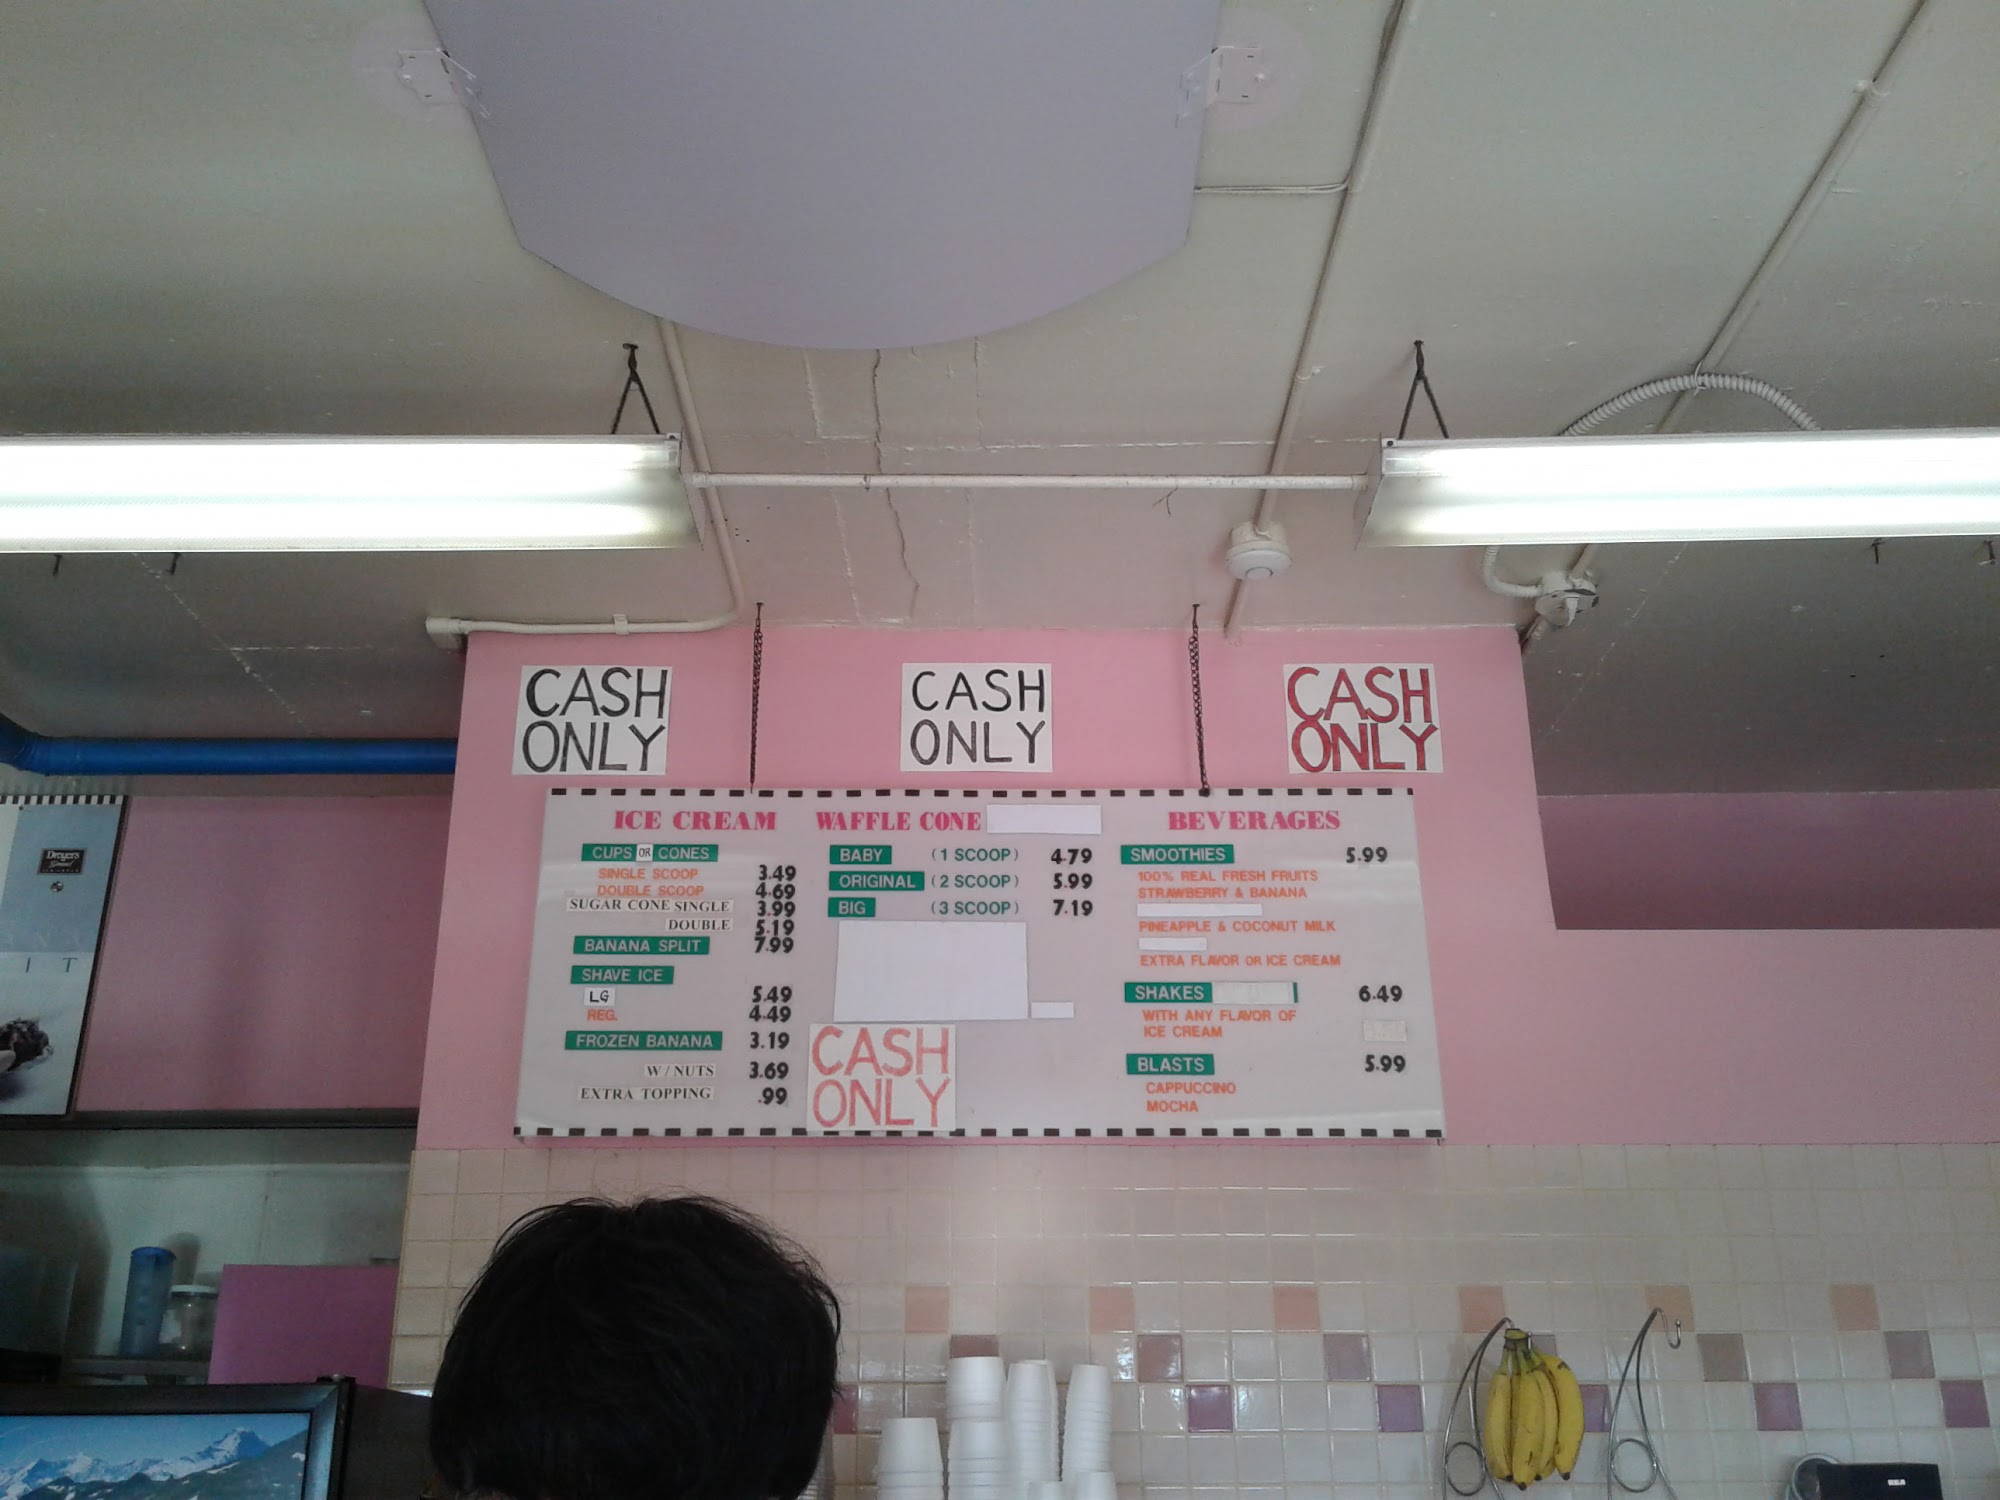 CASH
ONLY
CASH
ONLY
CASH
ONLY
ICE CREAM
CUPS OR CONES
SINGLE SCOOP 3.49
DOUBLE SCOOP 4.69
SUGAR CONE SINGLE 3.99
DOUBLE 5.19
BANANA SPLIT 7.99
SHAVE ICE
LG 5.49
REG. 4.49
FROZEN BANANA 3.19
W/NUTS 3.69
EXTRA TOPPING .99
WAFFLE CONE
BABY (1 SCOOP) 4.79
ORIGINAL (2 SCOOP) 5.99
BIG (3 SCOOP) 7.19
CASH
ONLY
BEVERAGES
SMOOTHIES 5.99
100% REAL FRESH FRUITS
STRAWBERRY & BANANA
PINEAPPLE & COCONUT MILK
EXTRA FLAVOR OR ICE CREAM
SHAKES 6.49
WITH ANY FLAVOR OF
ICE CREAM
BLASTS 5.99
CAPPUCCINO
MOCHA
Dreyer's
Grand
I T